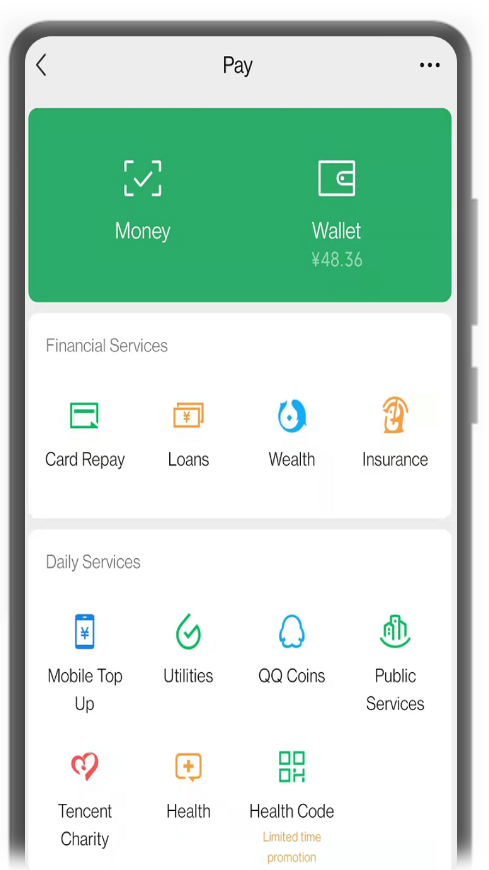 Pay
Money
Wallet
¥48.36
Financial Services
Card Repay
Loans
Wealth
Insurance
Daily Services
Mobile Top
Up
Utilities
QQ Coins
Public
Services
Tencent
Charity
Health
Health Code
Limited time
promotion